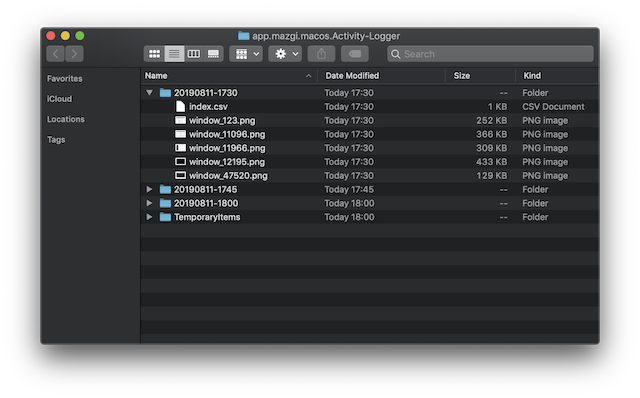 app.mazgi.macos.Activity-Logger
Search
Favorites
iCloud
Locations
Tags
Name Date Modified Size Kind
20190811-1730 Today 17:30 -- Folder
index.csv Today 17:30 1 KB CSV Document
window_123.png Today 17:30 252 KB PNG image
window_11096.png Today 17:30 366 KB PNG image
window_11966.png Today 17:30 309 KB PNG image
window_12195.png Today 17:30 433 KB PNG image
window_47520.png Today 17:30 129 KB PNG image
20190811-1745 Today 17:45 -- Folder
20190811-1800 Today 18:00 -- Folder
TemporaryItems Today 18:00 -- Folder